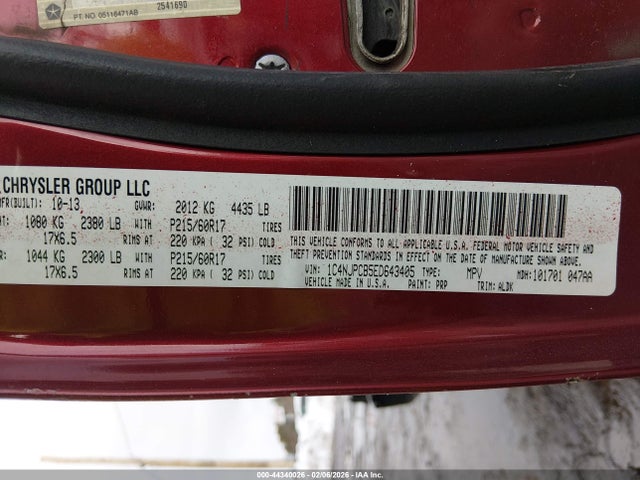 PT. NO. 05116471AB
2541690
CHRYSLER GROUP LLC
MFR(BUILT): 10-13 GVWR: 2012 KG 4435 LB
1080 KG 2380 LB WITH P215/60R17 TIRES
17X6.5 RIMS AT 220 KPA ( 32 PSI) COLD
1044 KG 2300 LB WITH P215/60R17 TIRES
17X6.5 RIMS AT 220 KPA ( 32 PSI) COLD
THIS VEHICLE CONFORMS TO ALL APPLICABLE U.S.A. FEDERAL MOTOR VEHICLE SAFETY, BUMPER AND
THEFT PREVENTION STANDARDS IN EFFECT ON THE DATE OF MANUFACTURE SHOWN ABOVE.
VIN: 1C4NJPCB5ED643405 TYPE: MPV MDH:101701 047AA
VEHICLE MADE IN U.S.A. PAINT: PRP TRIM: ALDK
000-44340026 - 02/06/2026 - COPYRIGHT © IAA, LLC